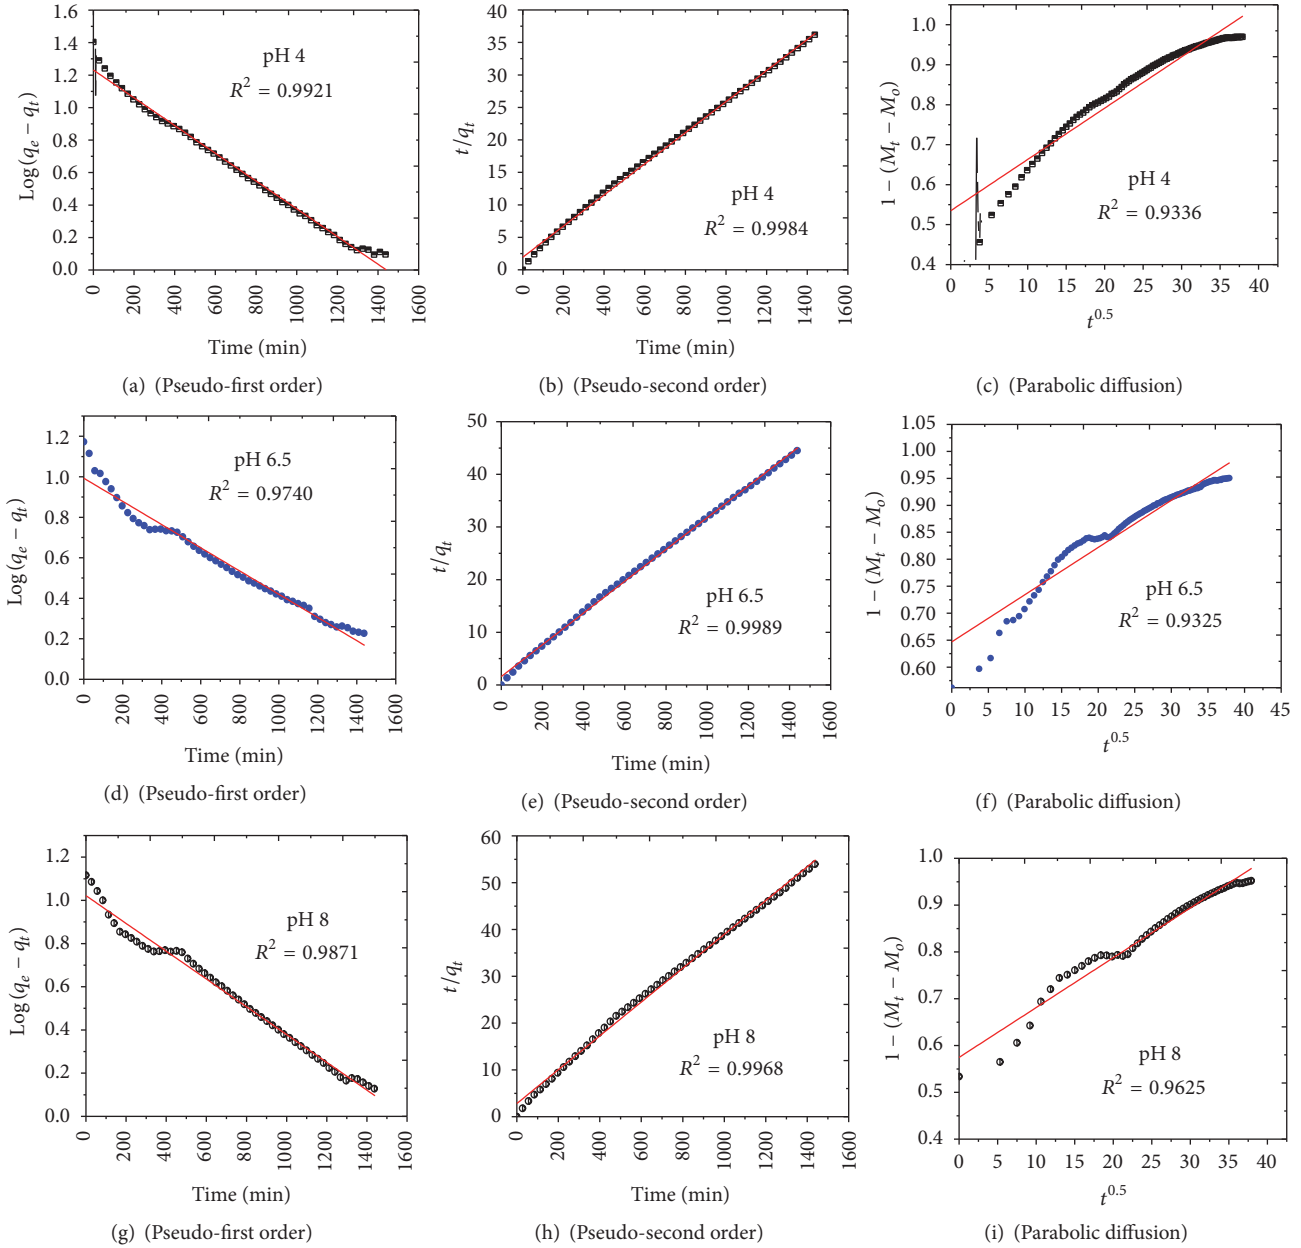 Log(qe − qt)
1.6
1.4
1.2
1.0
0.8
0.6
0.4
0.2
0.0
pH 4
R² = 0.9921
0 200 400 600 800 1000 1200 1400 1600
Time (min)
(a) (Pseudo-first order)
t/qt
40
35
30
25
20
15
10
5
0
pH 4
R² = 0.9984
0 200 400 600 800 1000 1200 1400 1600
Time (min)
(b) (Pseudo-second order)
1 − (Mt − Mo)
1.0
0.9
0.8
0.7
0.6
0.5
0.4
pH 4
R² = 0.9336
0 5 10 15 20 25 30 35 40
t^0.5
(c) (Parabolic diffusion)
Log(qe − qt)
1.2
1.0
0.8
0.6
0.4
0.2
0.0
pH 6.5
R² = 0.9740
0 200 400 600 800 1000 1200 1400 1600
Time (min)
(d) (Pseudo-first order)
t/qt
50
40
30
20
10
0
pH 6.5
R² = 0.9989
0 200 400 600 800 1000 1200 1400 1600
Time (min)
(e) (Pseudo-second order)
1 − (Mt − Mo)
1.05
1.00
0.95
0.90
0.85
0.80
0.75
0.70
0.65
0.60
pH 6.5
R² = 0.9325
0 5 10 15 20 25 30 35 40 45
t^0.5
(f) (Parabolic diffusion)
Log(qe − qt)
1.2
1.0
0.8
0.6
0.4
0.2
0.0
pH 8
R² = 0.9871
0 200 400 600 800 1000 1200 1400 1600
Time (min)
(g) (Pseudo-first order)
t/qt
60
50
40
30
20
10
0
pH 8
R² = 0.9968
0 200 400 600 800 1000 1200 1400 1600
Time (min)
(h) (Pseudo-second order)
1 − (Mt − Mo)
1.0
0.9
0.8
0.7
0.6
0.5
0.4
pH 8
R² = 0.9625
0 5 10 15 20 25 30 35 40
t^0.5
(i) (Parabolic diffusion)